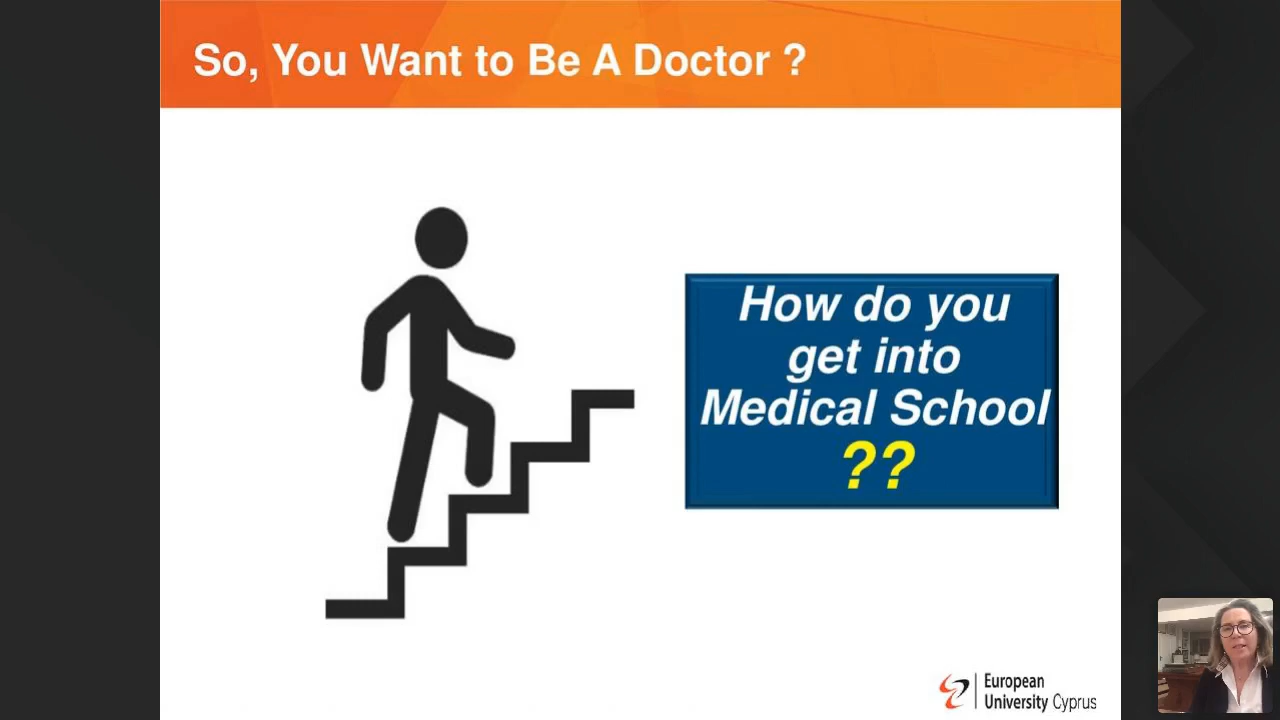 So, You Want to Be A Doctor ?
How do you
get into
Medical School
??
European
University Cyprus